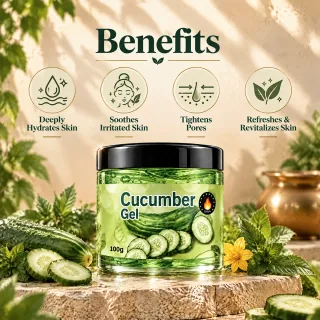 Benefits
Deeply
Hydrates Skin
Soothes
Irritated Skin
Tightens
Pores
Refreshes &
Revitalizes Skin
Cucumber
Gel
100g